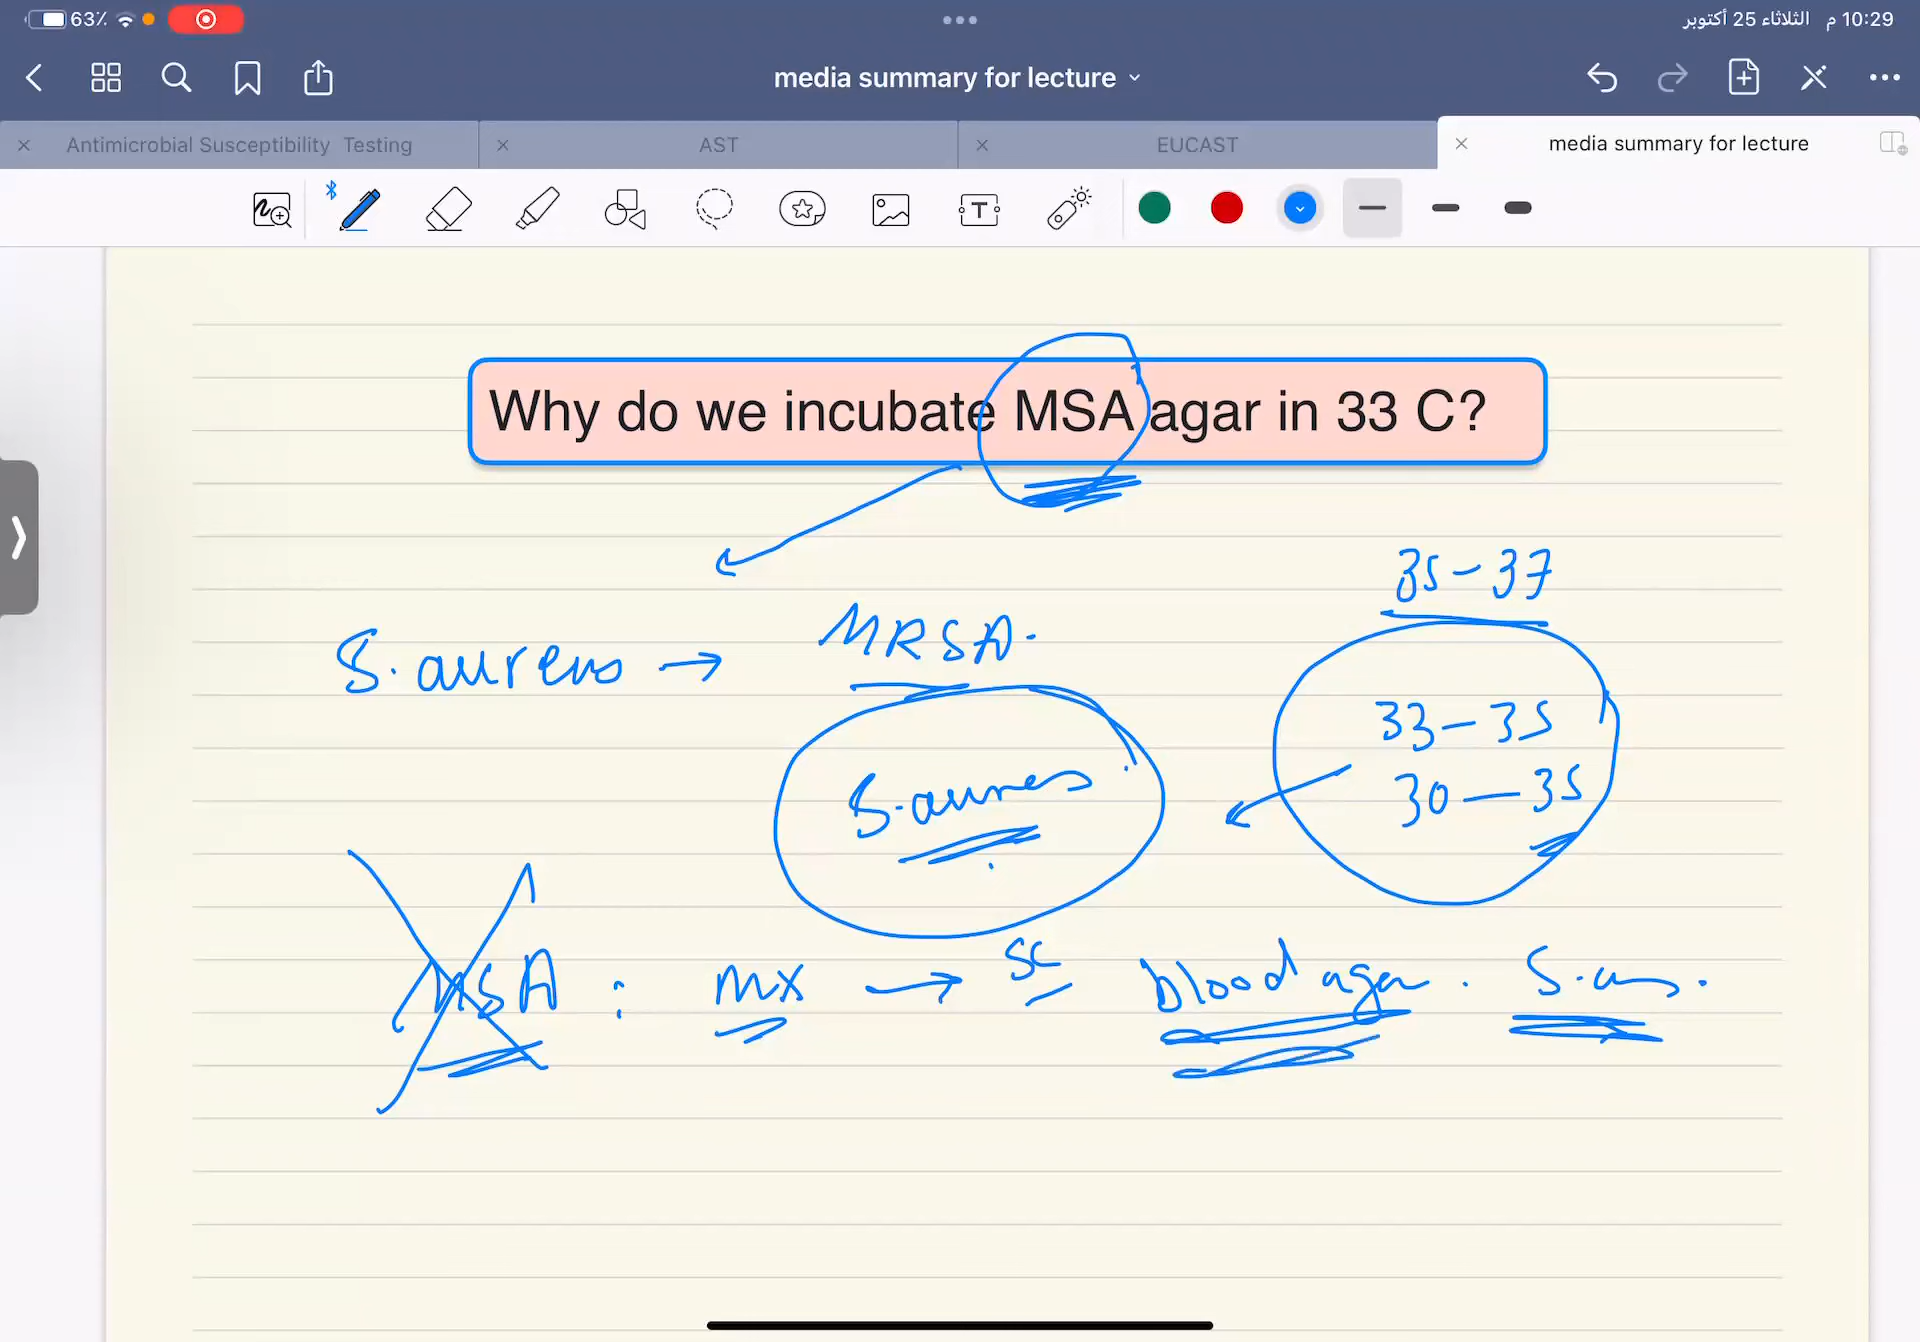 63٪
10:29 م الثلاثاء 25 أكتوبر
media summary for lecture
Antimicrobial Susceptibility Testing
AST
EUCAST
media summary for lecture
T
Why do we incubate MSA agar in 33 C?
35-37
S. aureus → MRSA.
33-35
S. aureus
30-35
MSA : → blood agar.